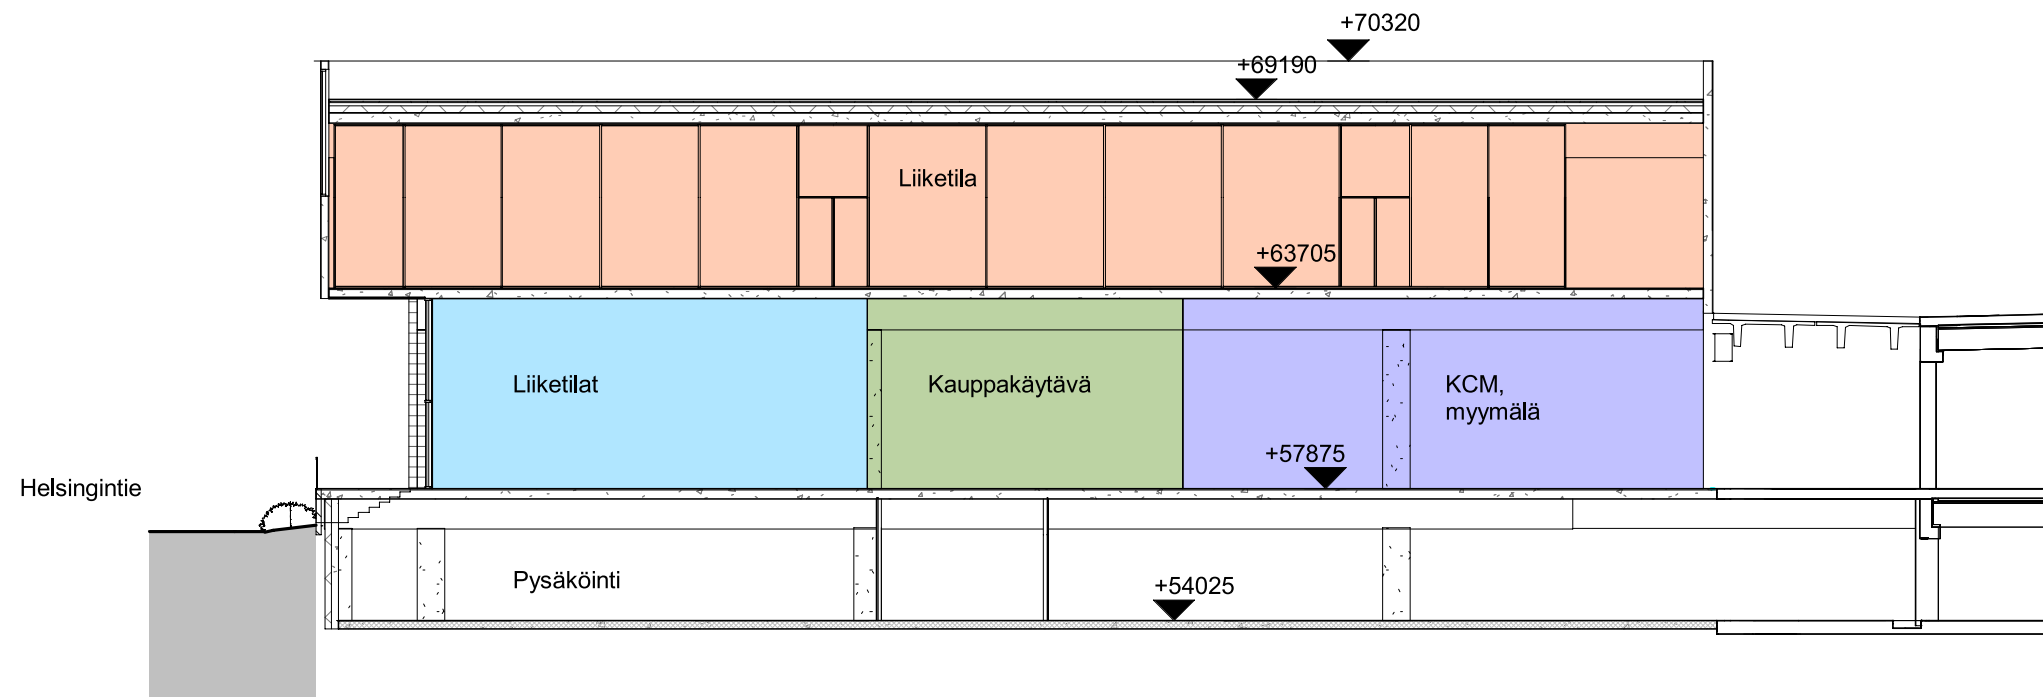 +70320
+69190
Liiketila
+63705
Liiketilat
Kauppakäytävä
KCM,
myymälä
+57875
Helsingintie
Pysäköinti
+54025